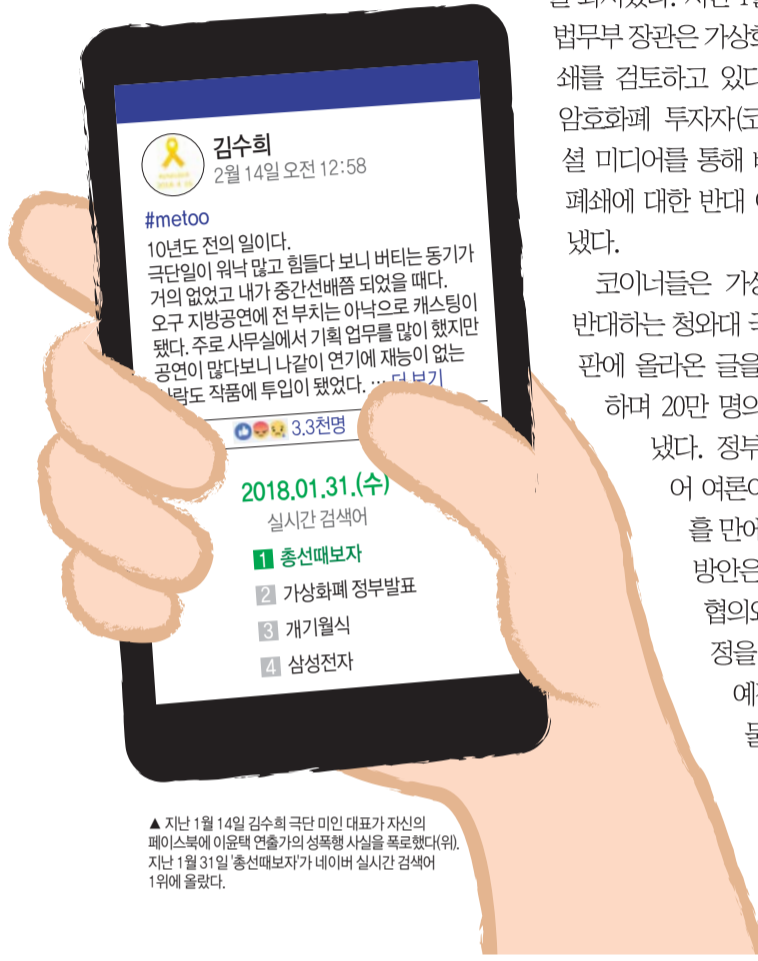 김수희
2월 14일 오전 12:58
#metoo
10년도 전의 일이다.
극단일이 워낙 많고 힘들다 보니 버티는 동기가
거의 없었고 내가 중간선배쯤 되었을 때다.
오구 지방공연에 전 부치는 아낙으로 캐스팅이
됐다. 주로 사무실에서 기획 업무를 많이 했지만
공연이 많다보니 나같이 연기에 재능이 없는
사람도 작품에 투입이 됐었다. … 더 보기
3.3천명
2018.01.31.(수)
실시간 검색어
1 총선때보자
2 가상화폐 정부발표
3 개기월식
4 삼성전자
▲ 지난 1월 14일 김수희 극단 미인 대표가 자신의
페이스북에 이윤택 연출가의 성폭행 사실을 폭로했다(위).
지난 1월 31일 '총선때보자'가 네이버 실시간 검색어
1위에 올랐다.
법무부 장관은
쇄를 검토하고 있다
암호화폐 투자자(코
셜 미디어를 통해
폐쇄에 대한 반대
냈다.
코이너들은 가상
반대하는 청와대
판에 올라온 글을
하며 20만 명의
냈다. 정부
어 여론이
흘 만에
방안은
협의와
정을